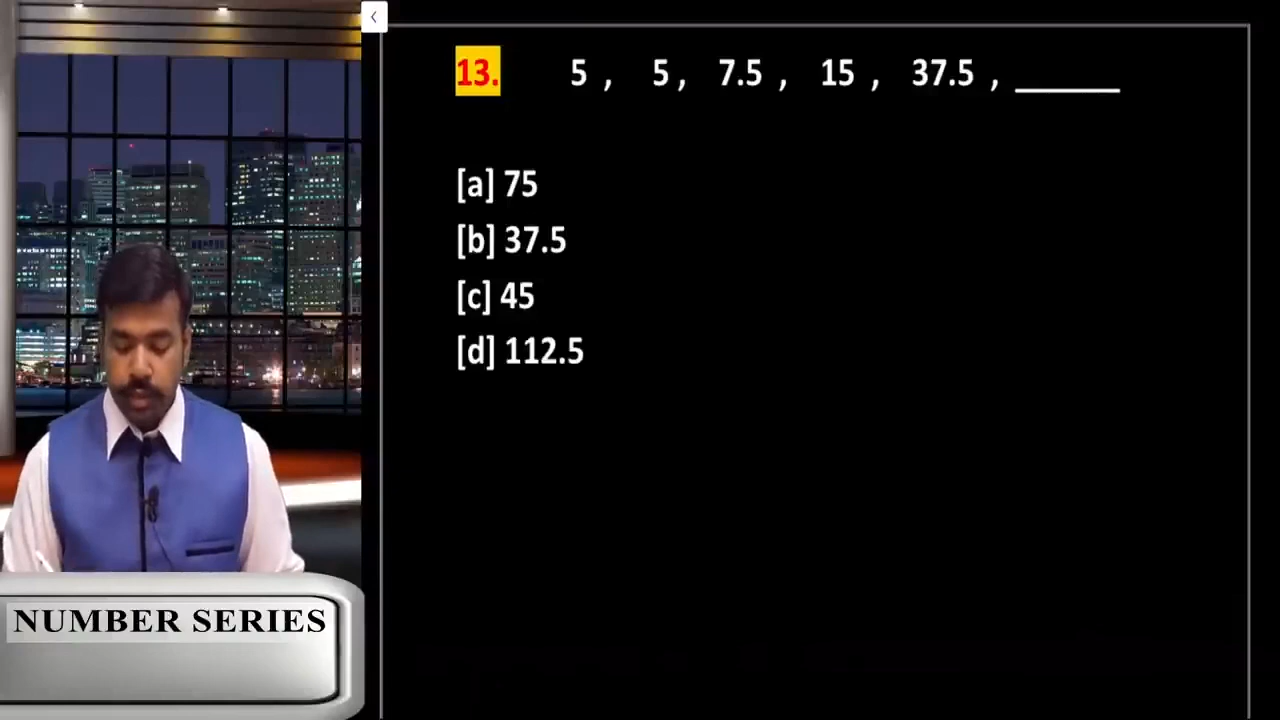 13. 5 , 5 , 7.5 , 15 , 37.5 , ______
[a] 75
[b] 37.5
[c] 45
[d] 112.5
NUMBER SERIES